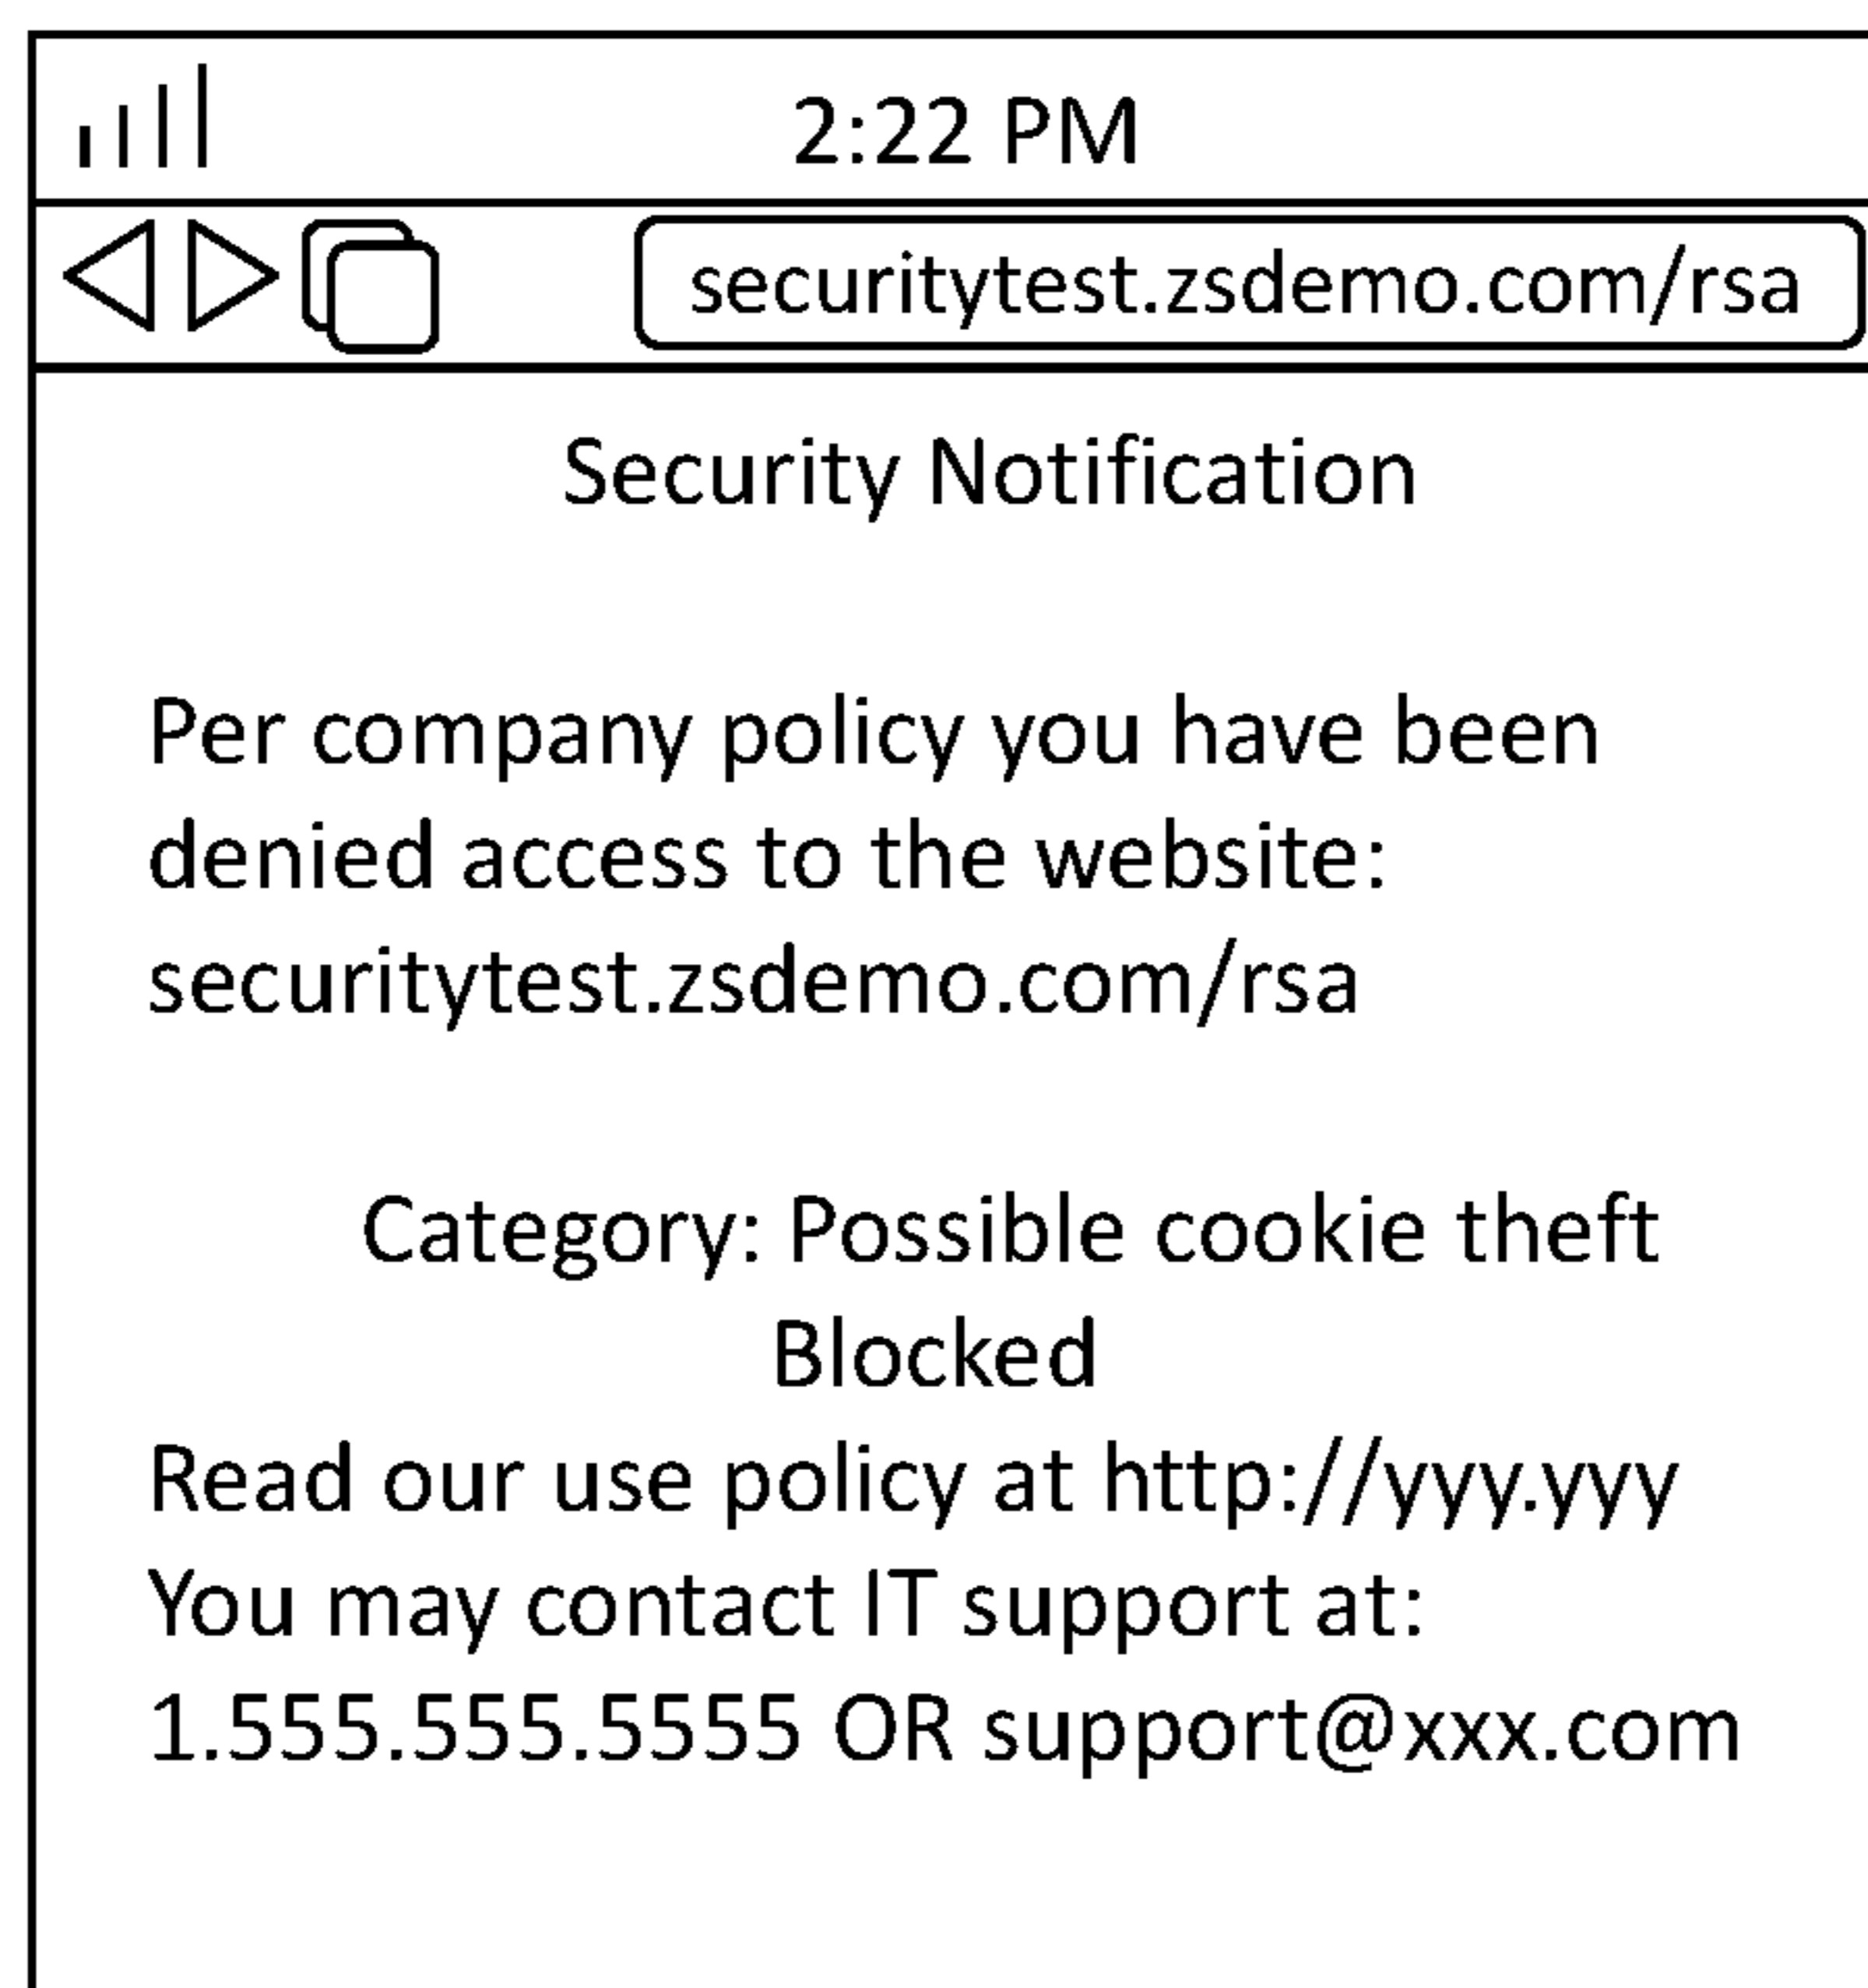 2:22 PM
securitytest.zsdemo.com/rsa
Security Notification
Per company policy you have been
denied access to the website:
securitytest.zsdemo.com/rsa
Category: Possible cookie theft
Blocked
Read our use policy at http://yyy.yyy
You may contact IT support at:
1.555.555.5555 OR support@xxx.com